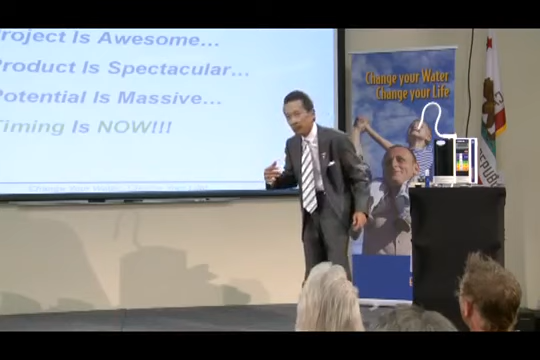 Project Is Awesome...
Product Is Spectacular...
Potential Is Massive...
Timing Is NOW!!!
Change your Water
Change your Life